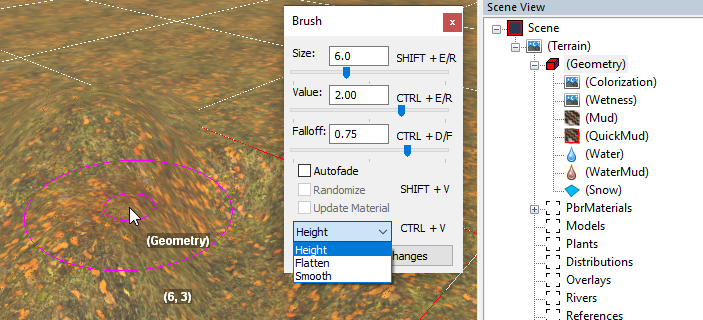 Brush
x
Size: 6.0 SHIFT + E/R
Value: 2.00 CTRL + E/R
Falloff: 0.75 CTRL + D/F
Autofade
Randomize SHIFT + V
Update Material
Height CTRL + V
Height
Flatten
Smooth
hanges
(Geometry)
(6, 3)
Scene View
Scene
(Terrain)
(Geometry)
(Colorization)
(Wetness)
(Mud)
(QuickMud)
(Water)
(WaterMud)
(Snow)
PbrMaterials
Models
Plants
Distributions
Overlays
Rivers
References